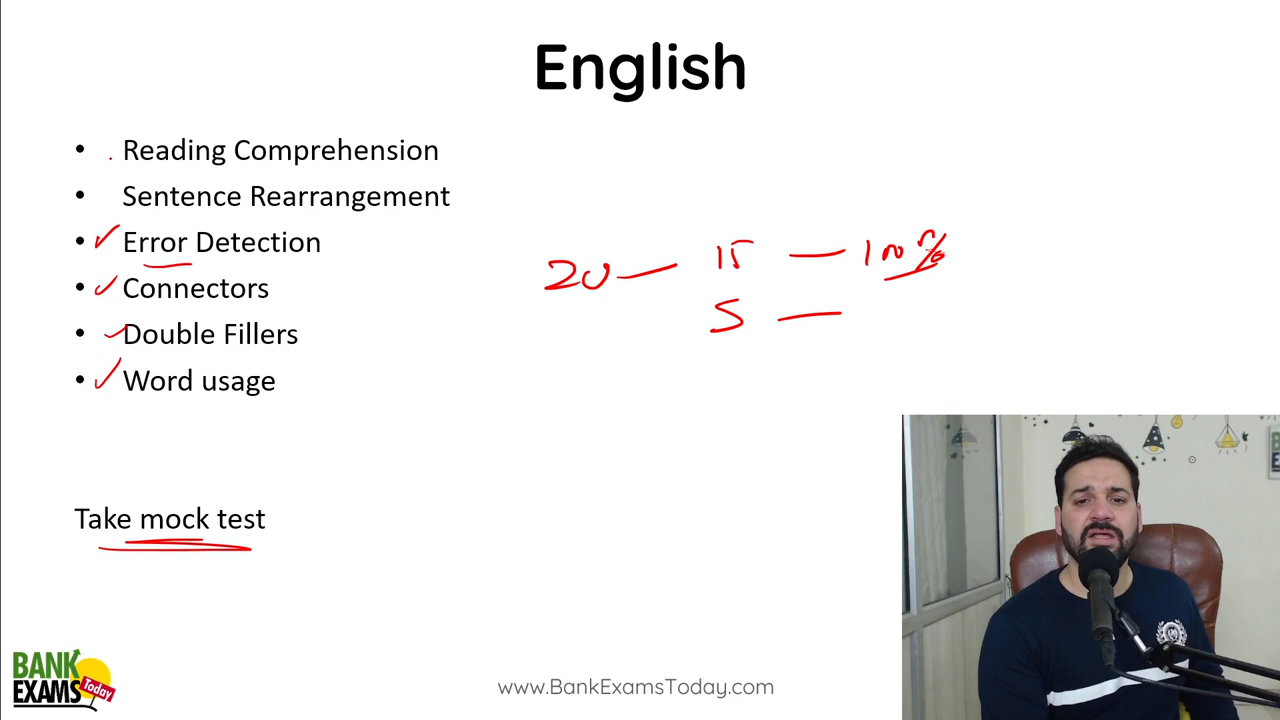 English
• Reading Comprehension
• Sentence Rearrangement
• Error Detection
• Connectors
• Double Fillers
• Word usage
20 — 15 — 100%
5 —
Take mock test
BANK
EXAMS
Today
www.BankExamsToday.com